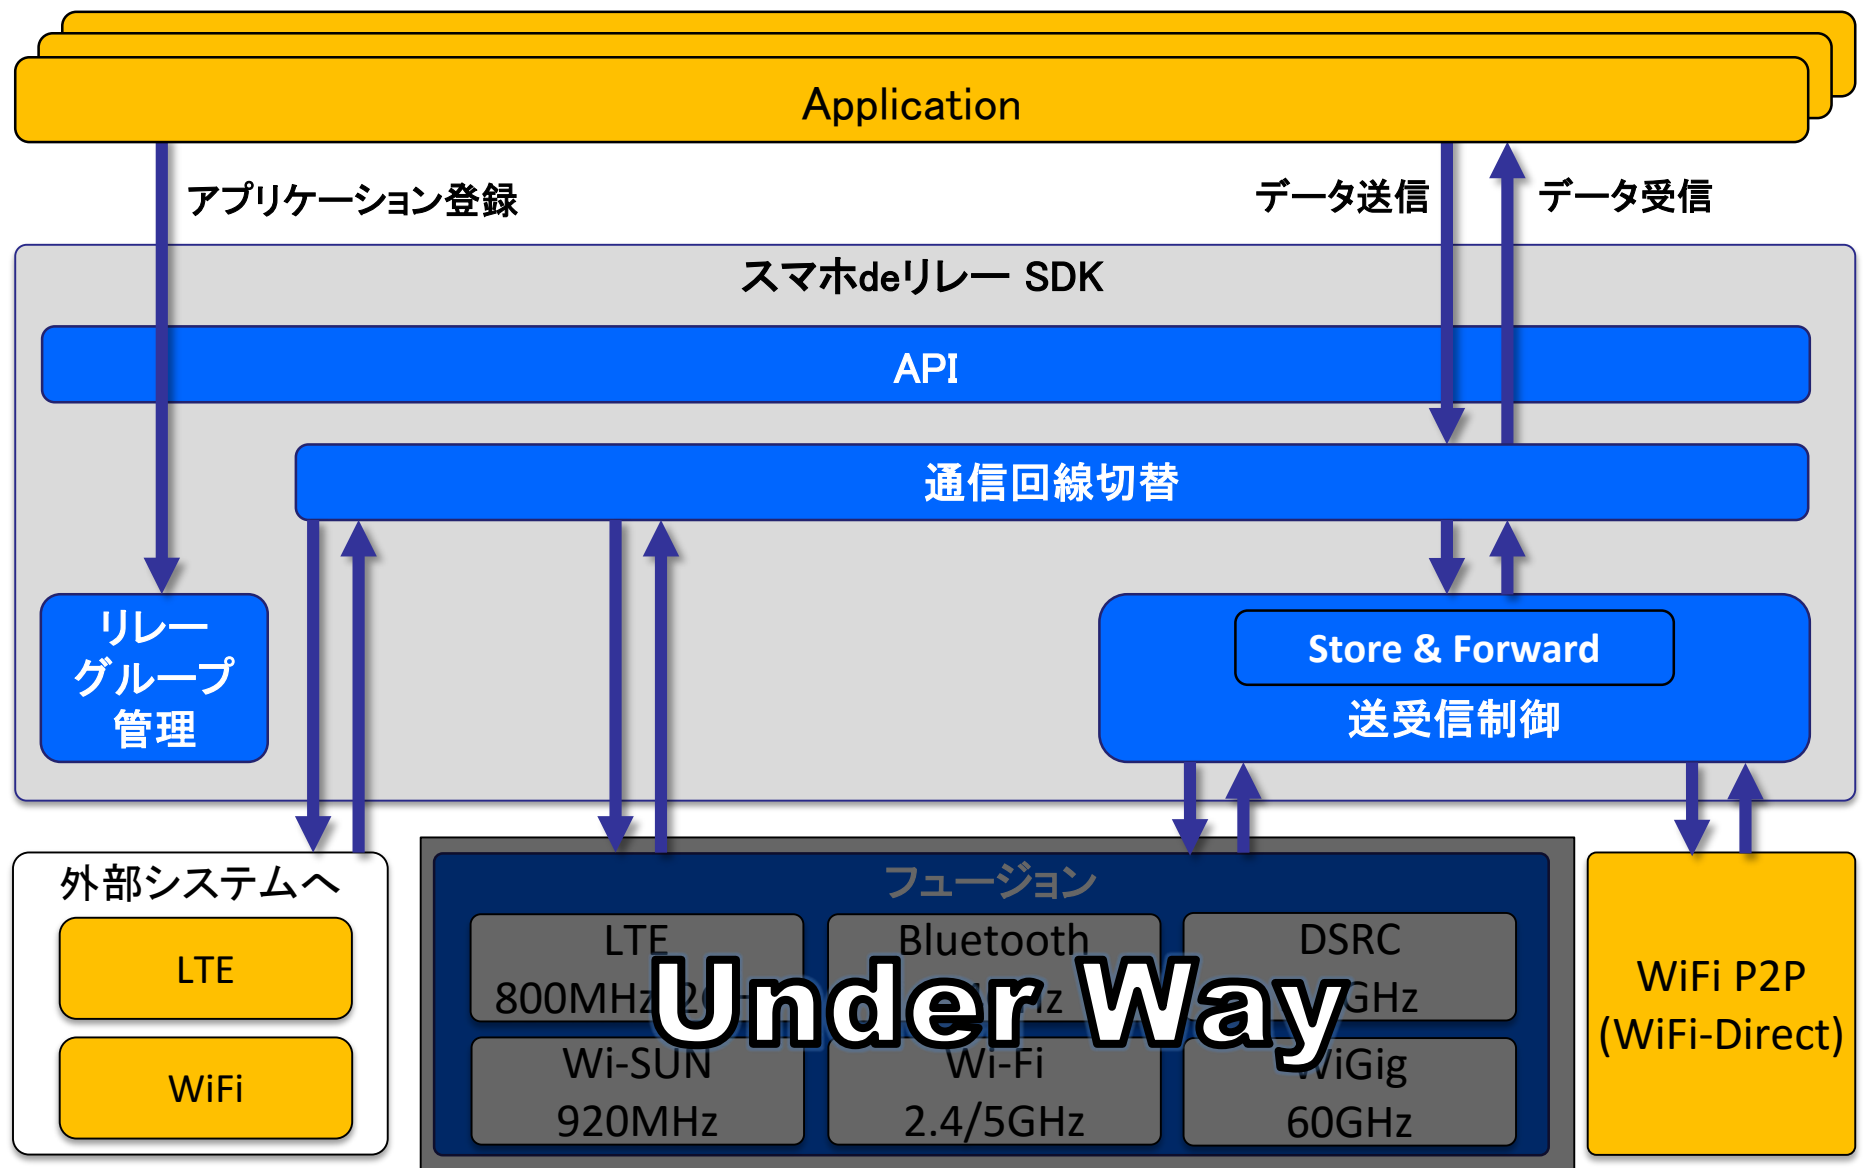 Application
アプリケーション登録
データ送信
データ受信
スマホdeリレー SDK
API
通信回線切替
リレー
グループ
管理
Store & Forward
送受信制御
外部システムへ
LTE
WiFi
フュージョン
LTE
800MHz
Bluetooth
DSRC
GHz
Under Way
Wi-SUN
920MHz
Wi-Fi
2.4/5GHz
WiGig
60GHz
WiFi P2P
(WiFi-Direct)